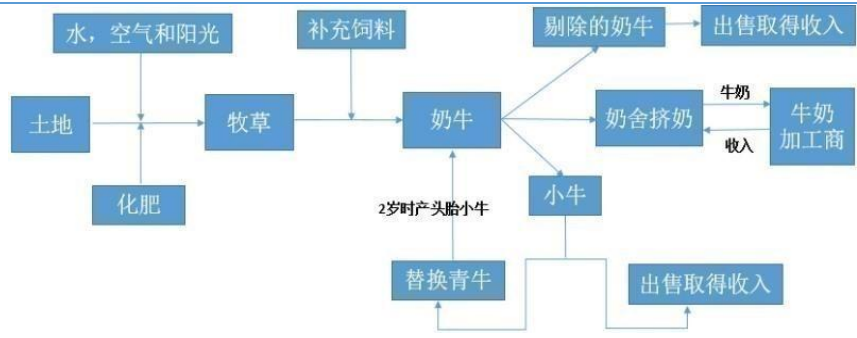 水，空气和阳光
补充饲料
剔除的奶牛
出售取得收入
土地
牧草
奶牛
奶舍挤奶
牛奶
收入
牛奶
加工商
化肥
2岁时产头胎小牛
小牛
替换青牛
出售取得收入